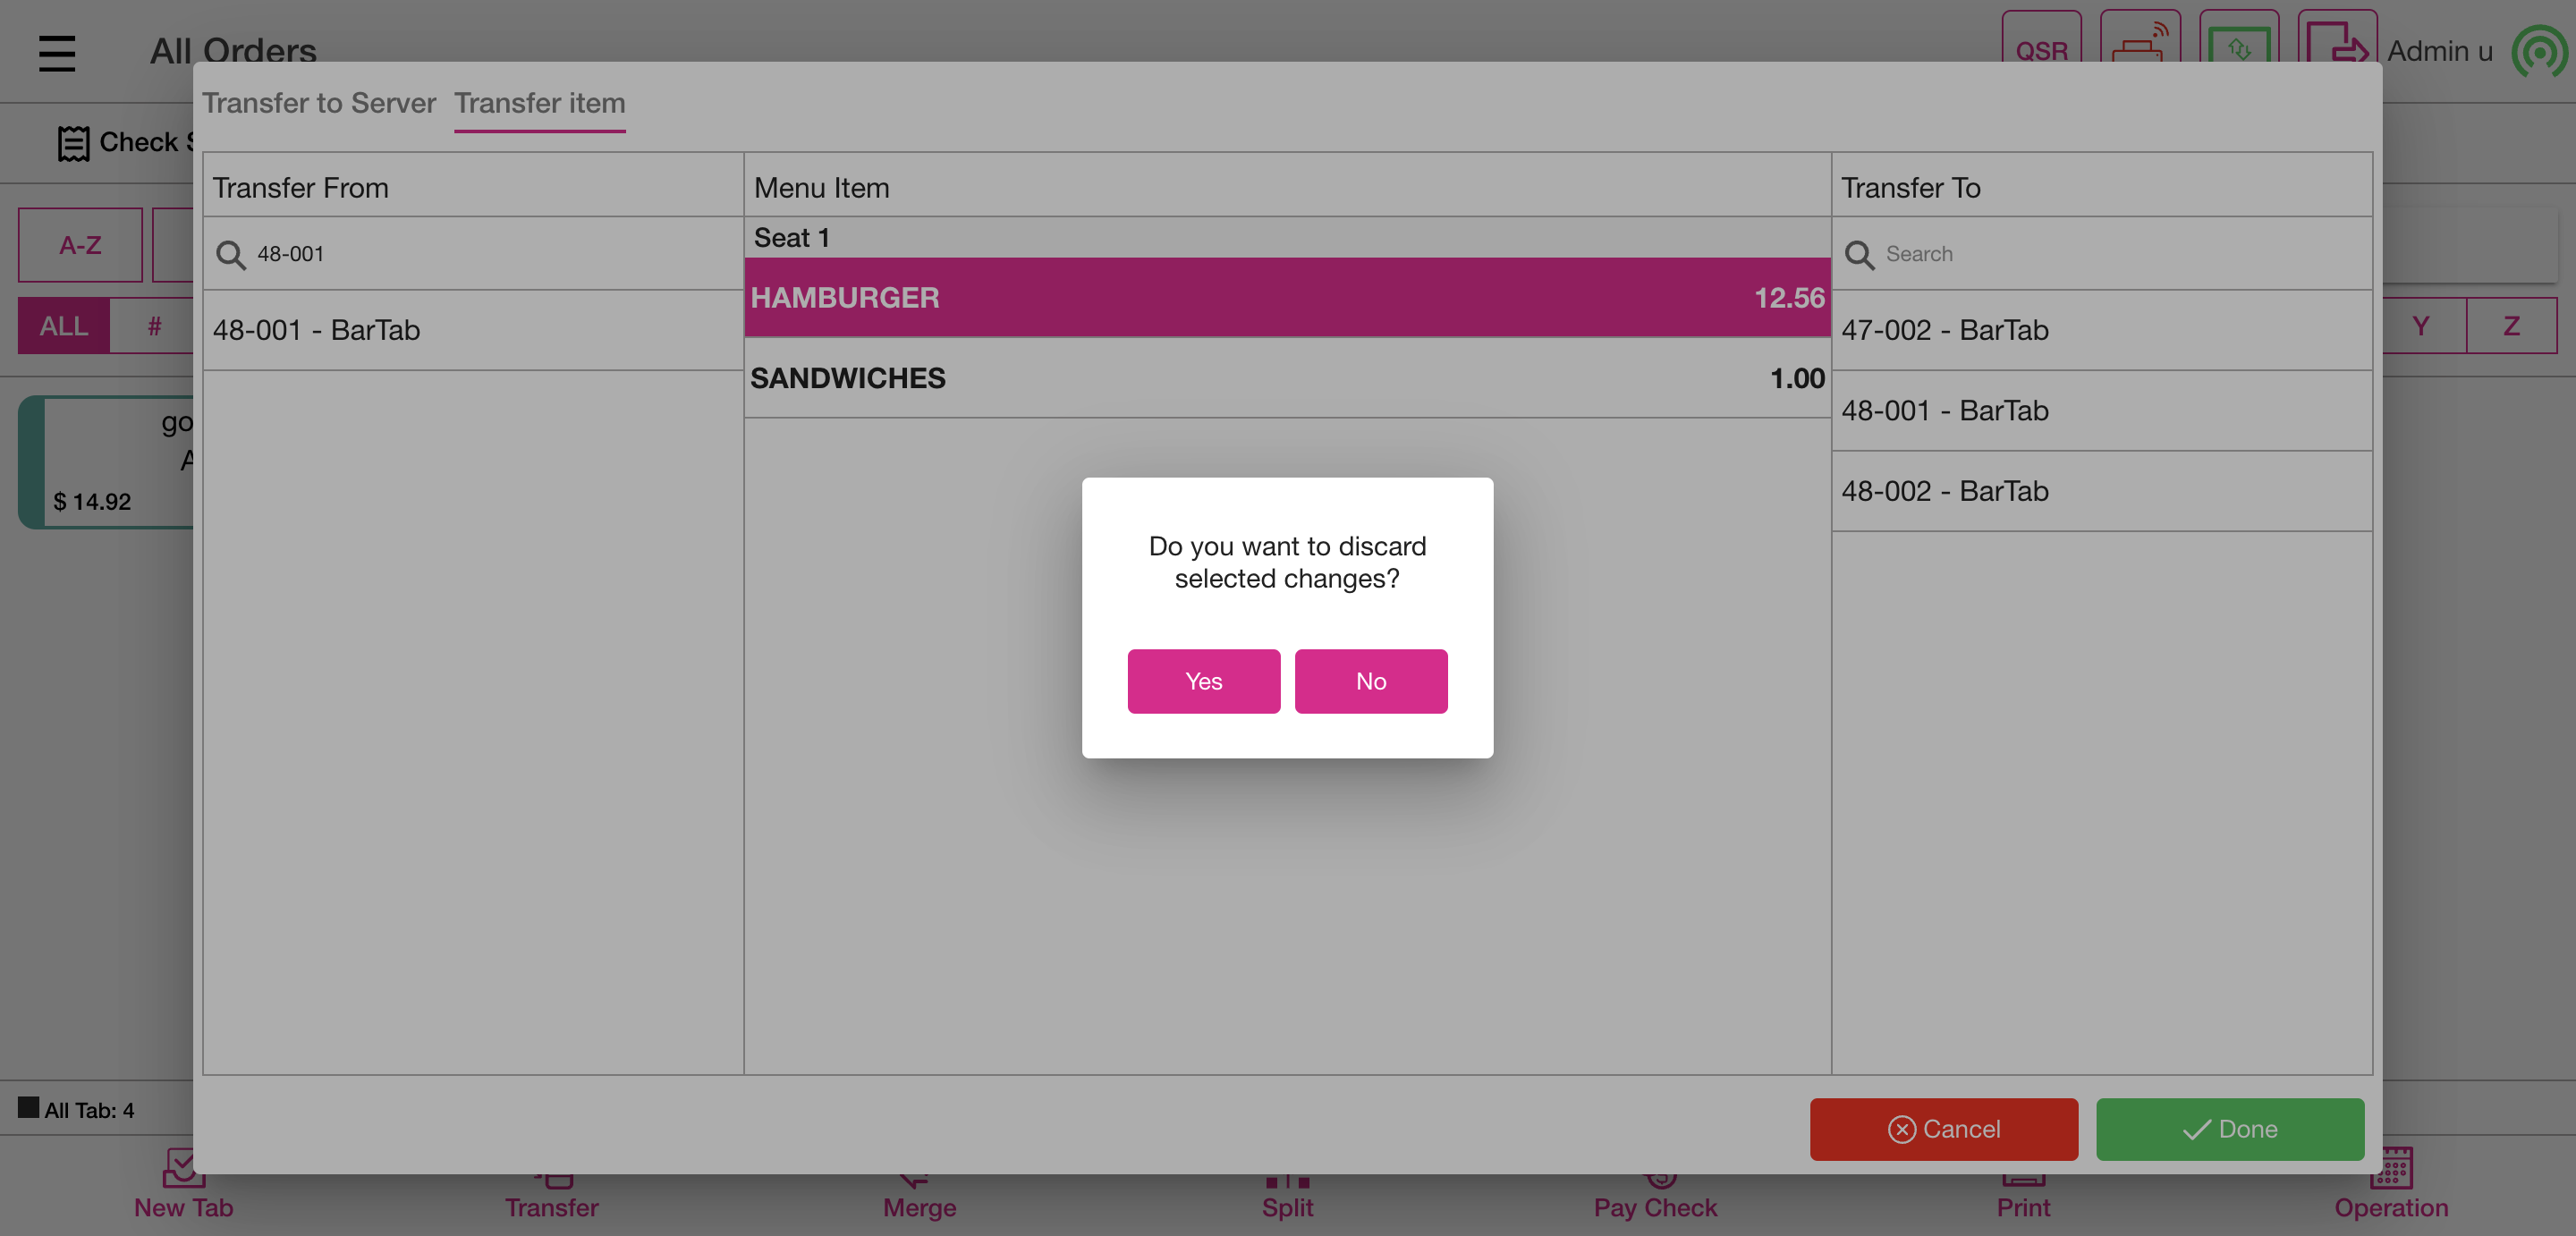 All Orders
QSR
Admin u
Transfer to Server Transfer item
Check
A-Z
ALL # Y Z
Transfer From
48-001
48-001 - BarTab
Menu Item
Seat 1
HAMBURGER 12.56
SANDWICHES 1.00
Transfer To
Search
47-002 - BarTab
48-001 - BarTab
48-002 - BarTab
go
A
$ 14.92
Do you want to discard
selected changes?
Yes No
All Tab: 4
Cancel Done
New Tab Transfer Merge Split Pay Check Print Operation